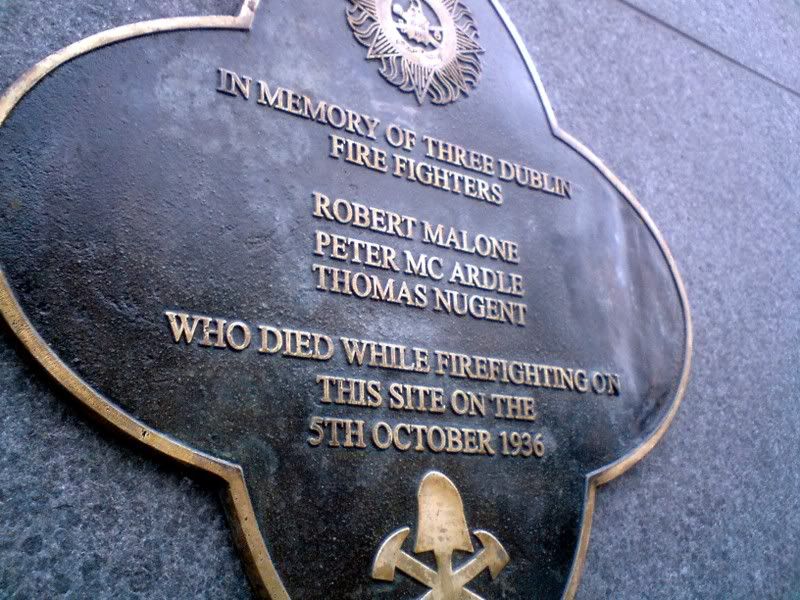 IN MEMORY OF THREE DUBLIN
FIRE FIGHTERS
ROBERT MALONE
PETER MC ARDLE
THOMAS NUGENT
WHO DIED WHILE FIREFIGHTING ON
THIS SITE ON THE
5TH OCTOBER 1936